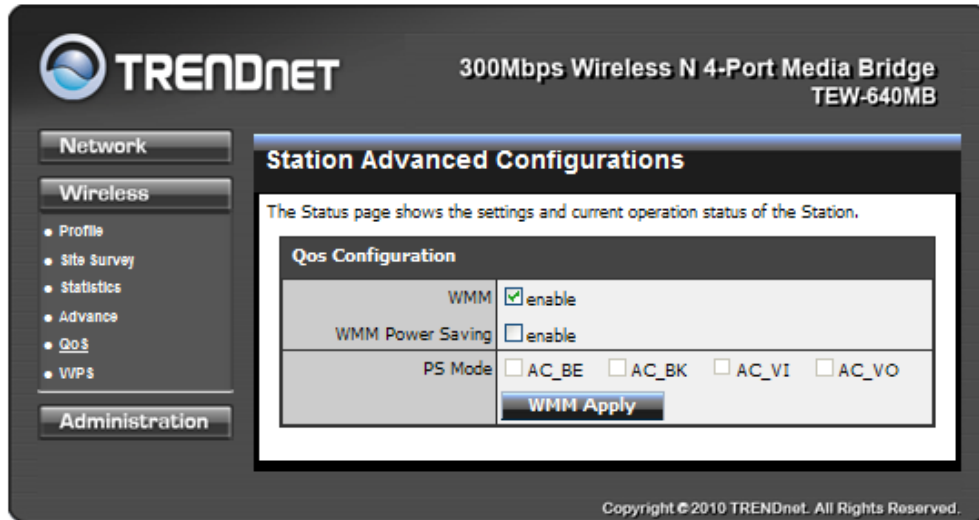 TRENDnet
300Mbps Wireless N 4-Port Media Bridge
TEW-640MB
Network
Wireless
Profile
Site Survey
Statistics
Advance
QoS
WPS
Administration
Station Advanced Configurations
The Status page shows the settings and current operation status of the Station.
Qos Configuration
WMM enable
WMM Power Saving enable
PS Mode AC_BE AC_BK AC_VI AC_VO
WMM Apply
Copyright © 2010 TRENDnet. All Rights Reserved.